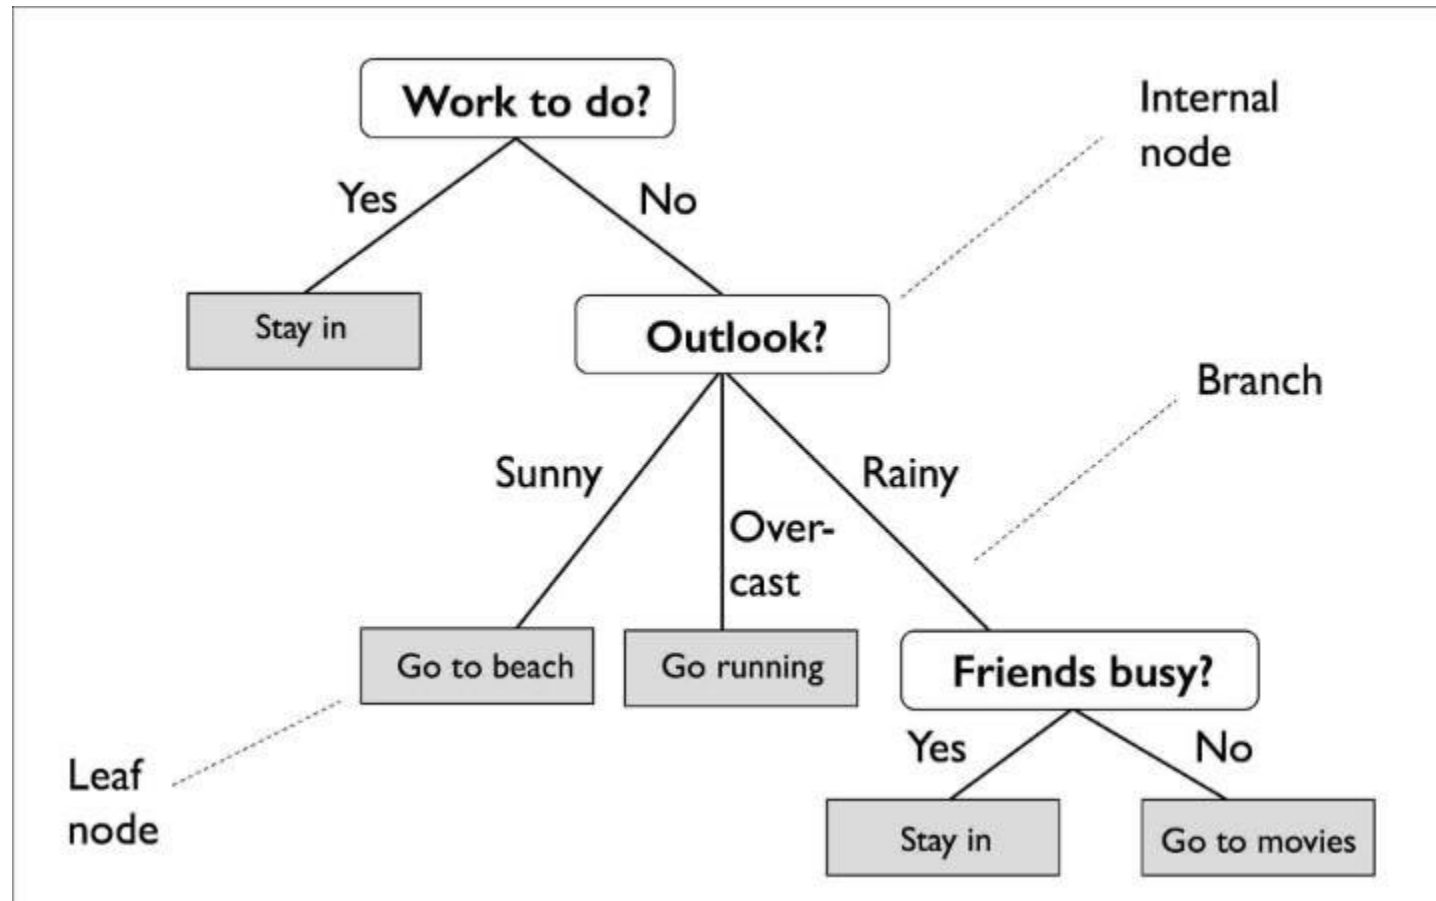 Work to do?
Internal
node
Yes
No
Stay in
Outlook?
Branch
Sunny
Rainy
Over-
cast
Go to beach
Go running
Friends busy?
Yes
No
Leaf
node
Stay in
Go to movies